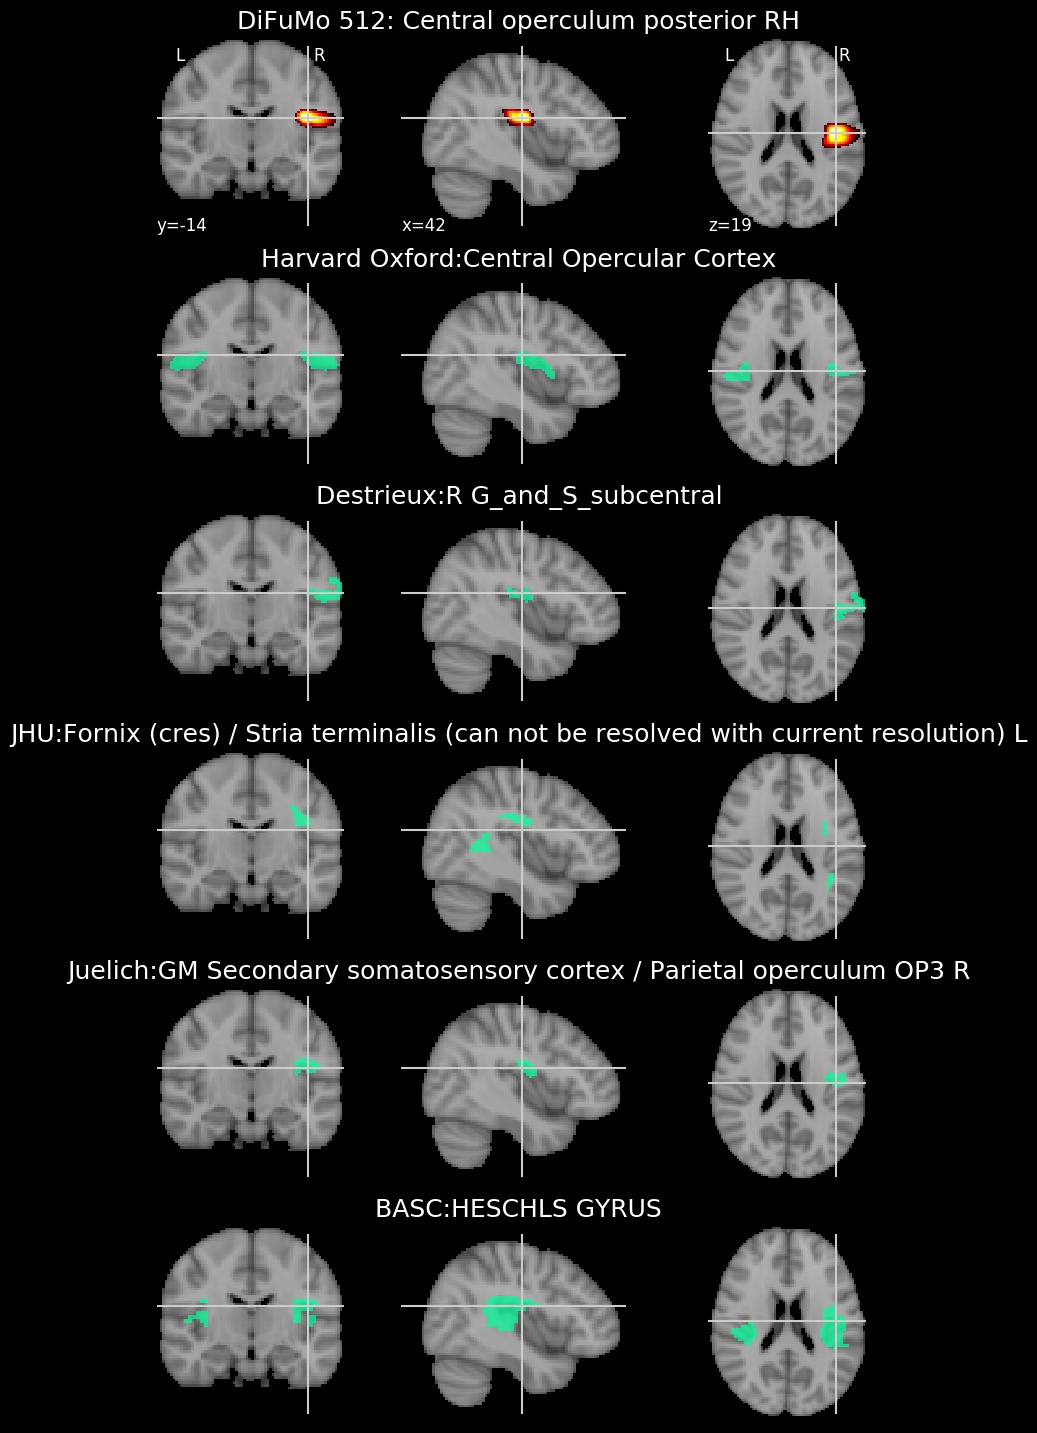 DiFuMo 512: Central operculum posterior RH
L R L R
y=-14 x=42 z=19
Harvard Oxford:Central Opercular Cortex
Destrieux:R G_and_S_subcentral
JHU:Fornix (cres) / Stria terminalis (can not be resolved with current resolution) L
Juelich:GM Secondary somatosensory cortex / Parietal operculum OP3 R
BASC:HESCHLS GYRUS